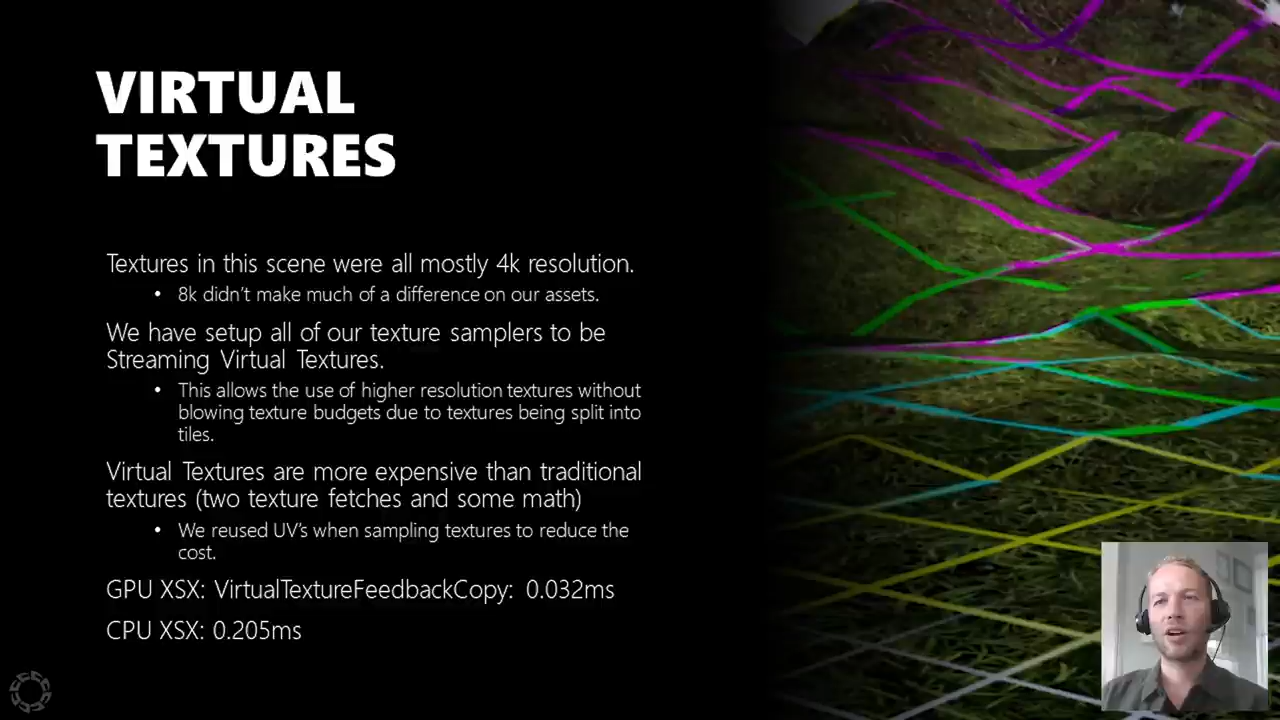 VIRTUAL
TEXTURES
Textures in this scene were all mostly 4k resolution.
• 8k didn't make much of a difference on our assets.
We have setup all of our texture samplers to be
Streaming Virtual Textures.
• This allows the use of higher resolution textures without
blowing texture budgets due to textures being split into
tiles.
Virtual Textures are more expensive than traditional
textures (two texture fetches and some math)
• We reused UV's when sampling textures to reduce the
cost.
GPU XSX: VirtualTextureFeedbackCopy: 0.032ms
CPU XSX: 0.205ms